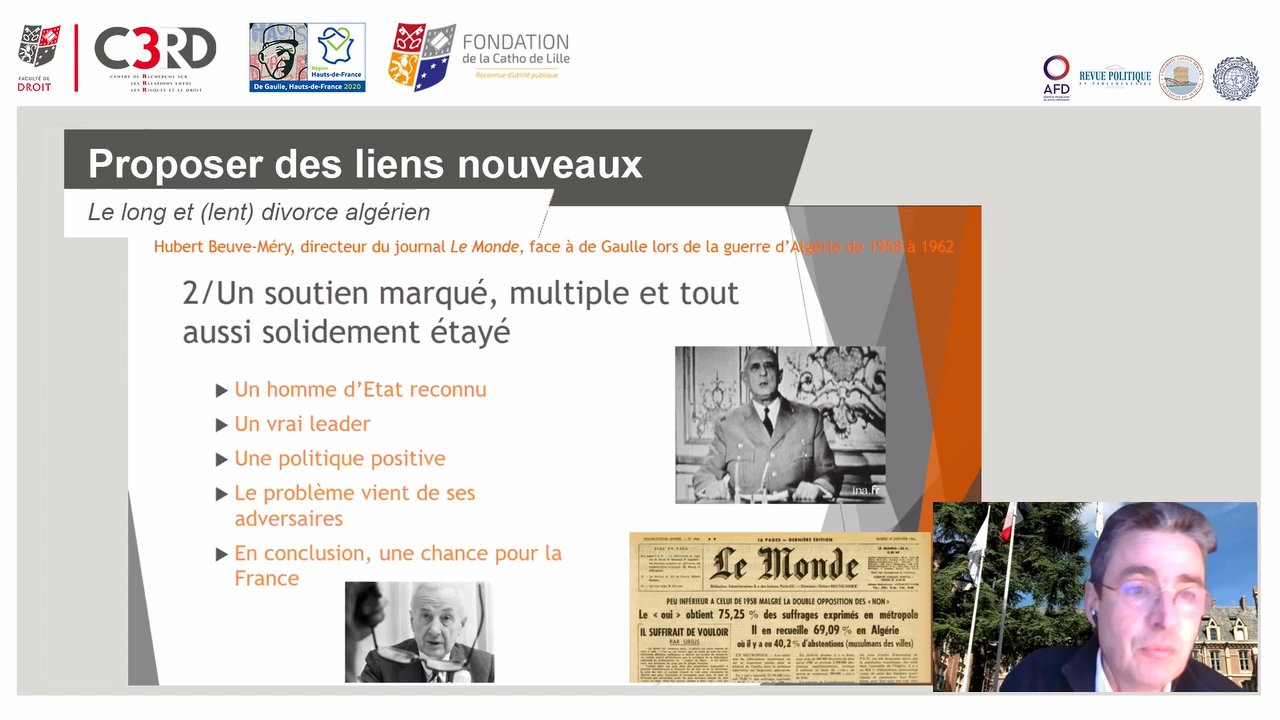 FACULTÉ DE
DROIT
C3RD
CENTRE DE RECHERCHE SUR
LES RELATIONS ENTRE
LES RISQUES ET LE DROIT
Région
Hauts-de-France
De Gaulle, Hauts-de-France 2020
FONDATION
de la Catho de Lille
Reconnue d'utilité publique
AFD
REVUE POLITIQUE
ET PARLEMENTAIRE
Proposer des liens nouveaux
Le long et (lent) divorce algérien
Hubert Beuve-Méry, directeur du journal Le Monde, face à de Gaulle lors de la guerre d'Algérie de 1958 à 1962
2/Un soutien marqué, multiple et tout
aussi solidement étayé
Un homme d'Etat reconnu
Un vrai leader
Une politique positive
Le problème vient de ses
adversaires
En conclusion, une chance pour la
France
ina.fr
16 PAGES - DERNIÈRE ÉDITION
Le Monde
PEU INFÉRIEUR A CELUI DE 1958 MALGRÉ LA DOUBLE OPPOSITION DES « NON »
Le « oui » obtient 75,25 % des suffrages exprimés en métropole
IL SUFFIRAIT DE VOULOIR
PAR SIRIUS
Il en recueille 69,09 % en Algérie
où il y a eu 40,2 % d'abstentions (musulmans des villes)